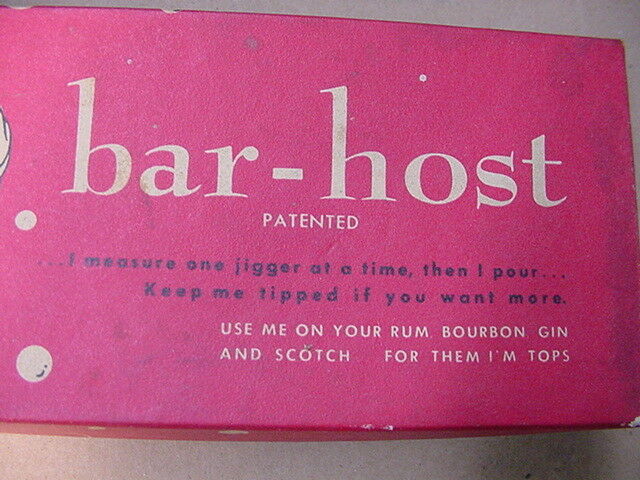 bar-host
PATENTED
...I measure one jigger at a time, then I pour...
Keep me tipped if you want more.
USE ME ON YOUR RUM, BOURBON, GIN
AND SCOTCH FOR THEM I'M TOPS